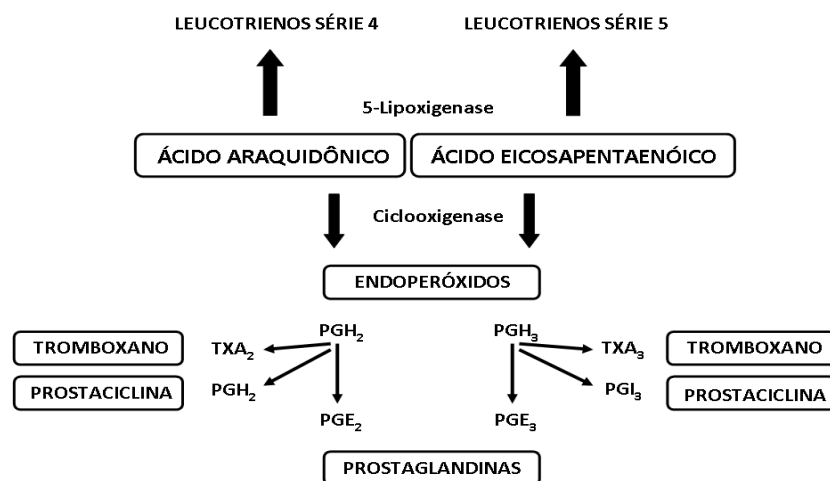 LEUCOTRIENOS SÉRIE 4 LEUCOTRIENOS SÉRIE 5
5-Lipoxigenase
ÁCIDO ARAQUIDÔNICO ÁCIDO EICOSAPENTAENÓICO
Ciclooxigenase
ENDOPERÓXIDOS
PGH₂ PGH₃
TROMBOXANO TXA₂ TXA₃ TROMBOXANO
PROSTACICLINA PGH₂ PGI₃ PROSTACICLINA
PGE₂ PGE₃
PROSTAGLANDINAS